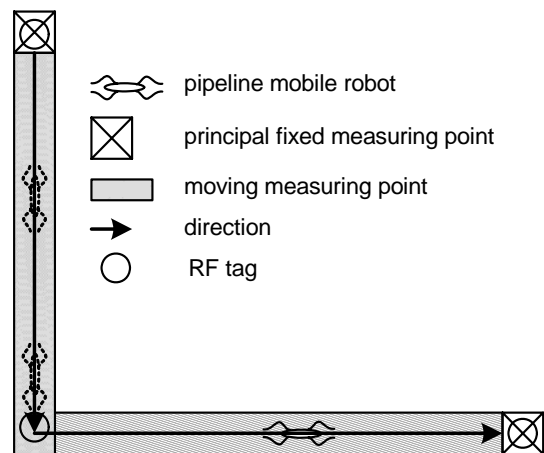 pipeline mobile robot
principal fixed measuring point
moving measuring point
direction
RF tag